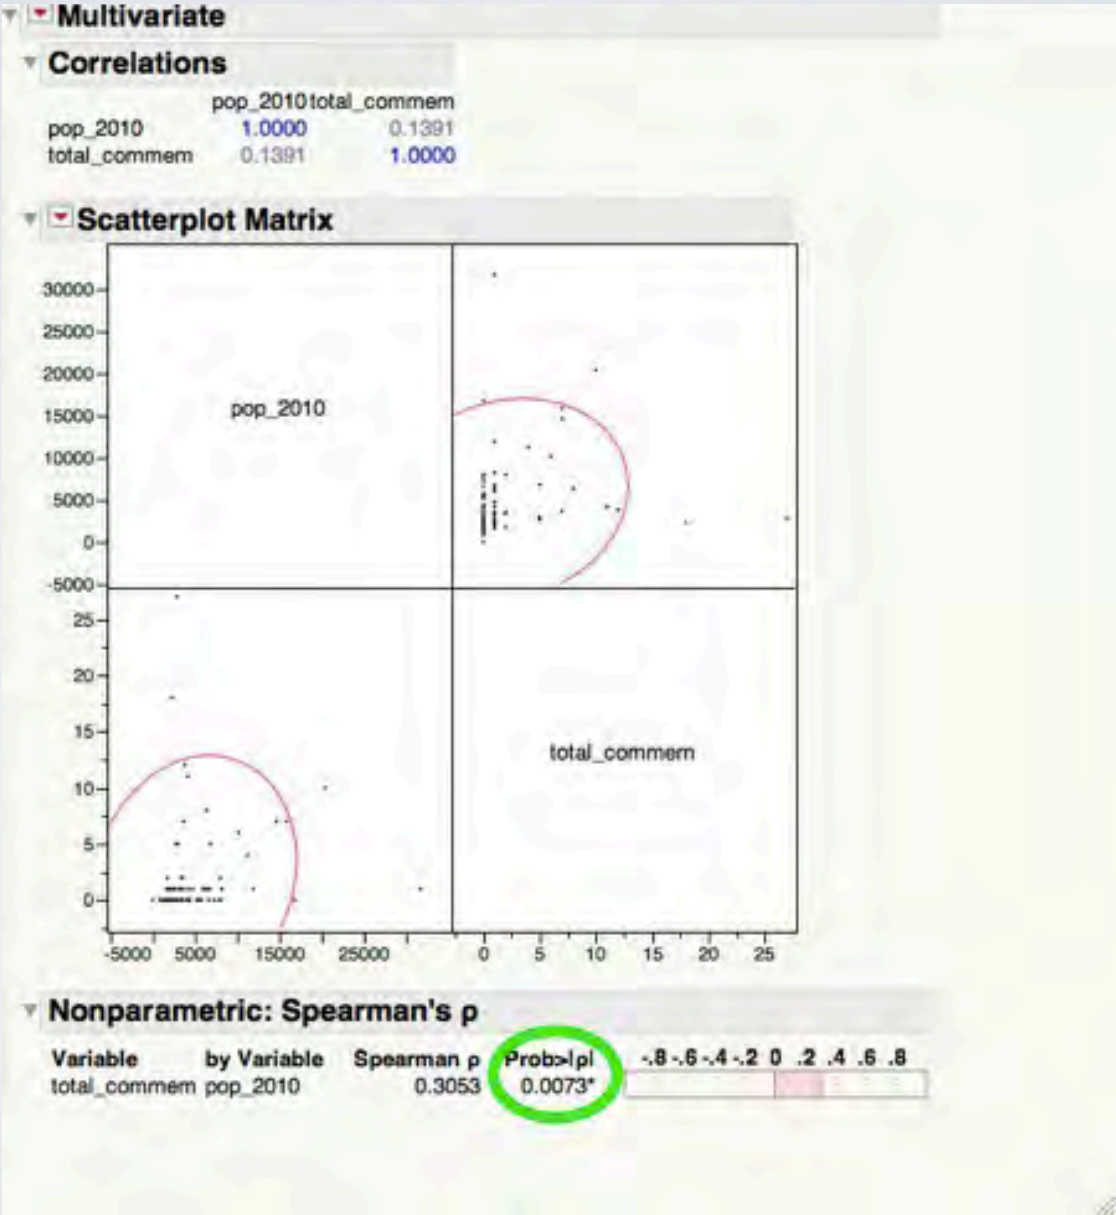 Multivariate
Correlations
pop_2010 total_commem
pop_2010 1.0000 0.1391
total_commem 0.1391 1.0000
Scatterplot Matrix
30000
25000
20000
15000
10000
5000
0
-5000
pop_2010
25
20
15
10
5
0
total_commem
-5000 5000 15000 25000 0 5 10 15 20 25
Nonparametric: Spearman's ρ
Variable by Variable Spearman ρ Prob>|ρ| -.8 -.6 -.4 -.2 0 .2 .4 .6 .8
total_commem pop_2010 0.3053 0.0073*